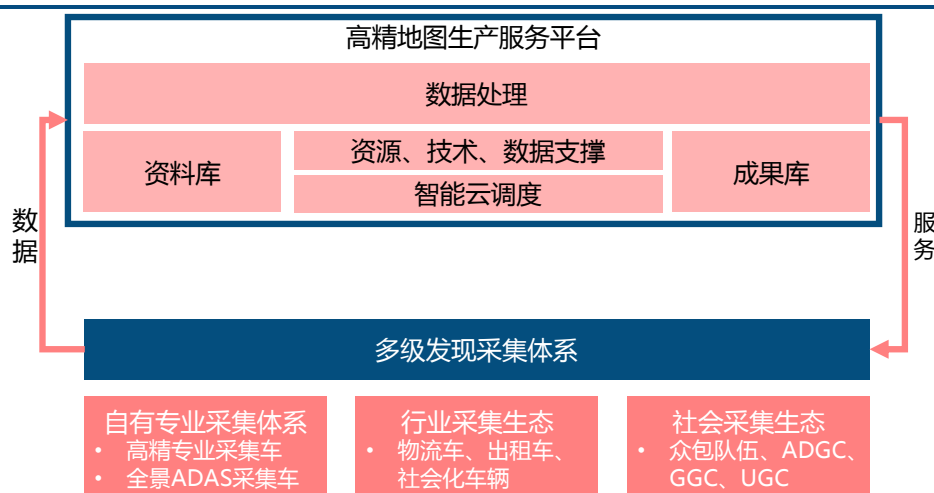 高精地图生产服务平台
数据处理
资料库
资源、技术、数据支撑
智能云调度
成果库
数
据
服
务
多级发现采集体系
自有专业采集体系
• 高精专业采集车
• 全景ADAS采集车
行业采集生态
• 物流车、出租车、
社会化车辆
社会采集生态
• 众包队伍、ADGC、
GGC、UGC